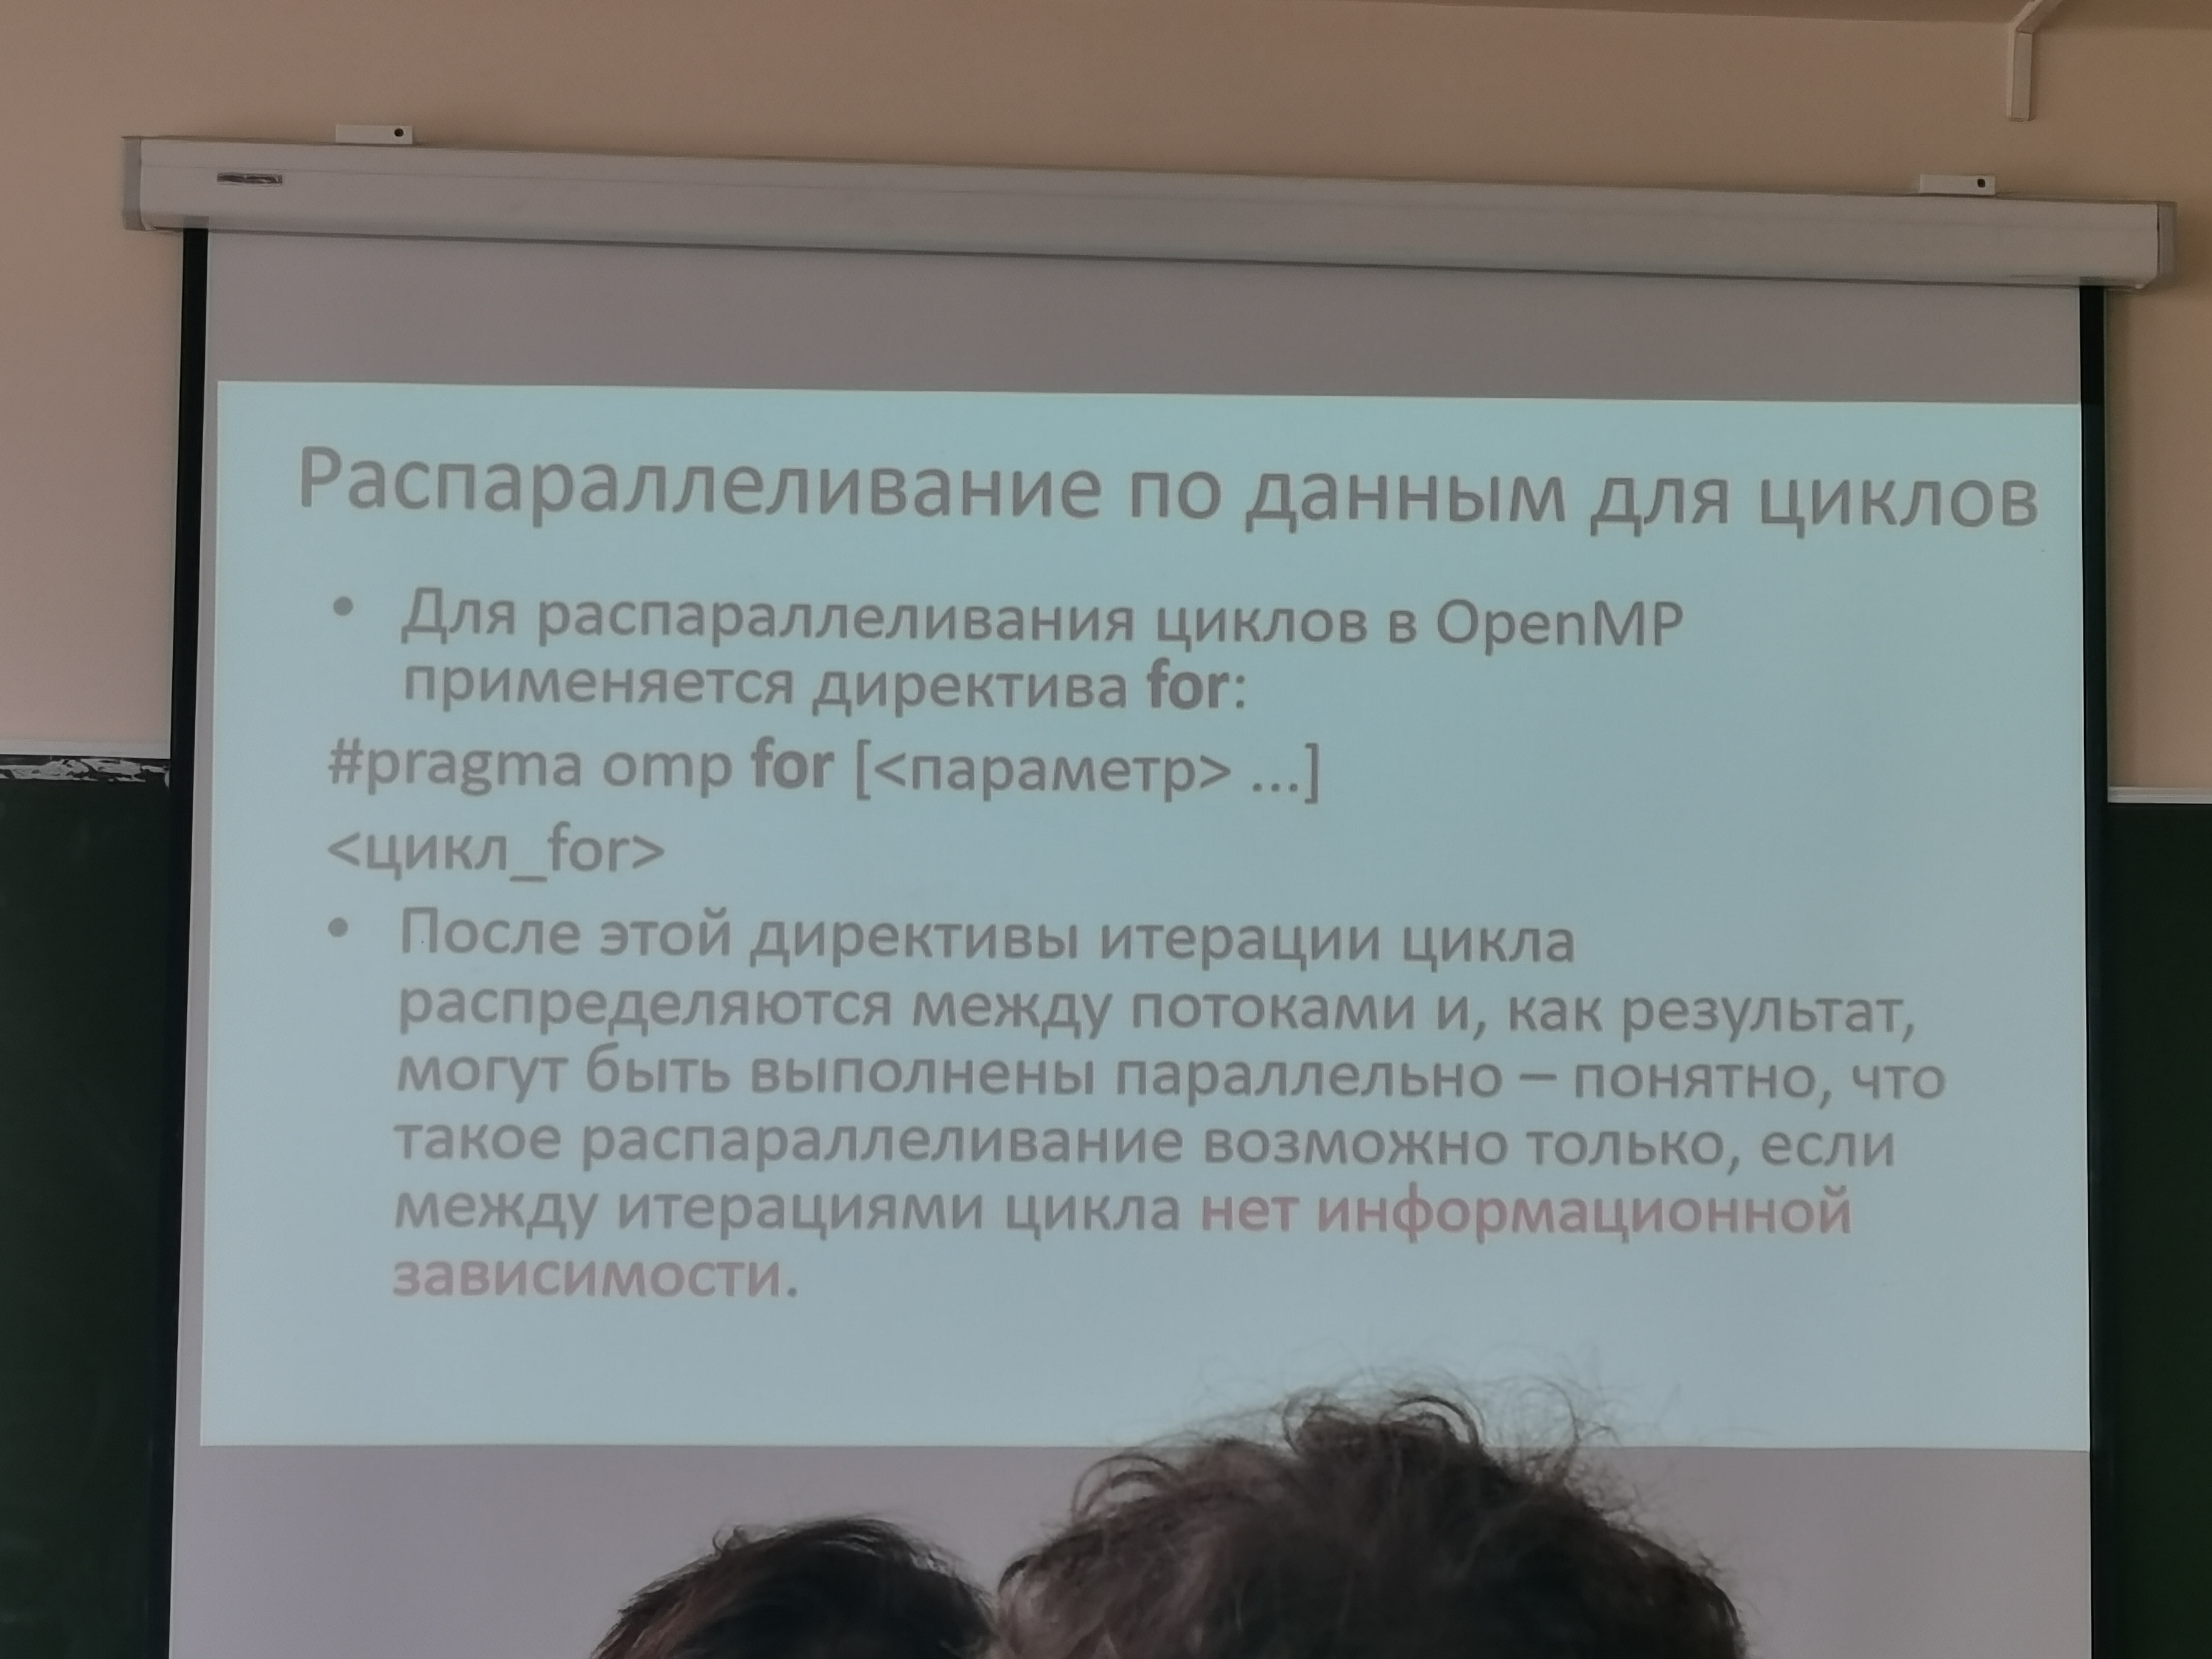 Распараллеливание по данным для циклов
• Для распараллеливания циклов в OpenMP
применяется директива for:
#pragma omp for [<параметр> ...]
<цикл_for>
• После этой директивы итерации цикла
распределяются между потоками и, как результат,
могут быть выполнены параллельно – понятно, что
такое распараллеливание возможно только, если
между итерациями цикла нет информационной
зависимости.